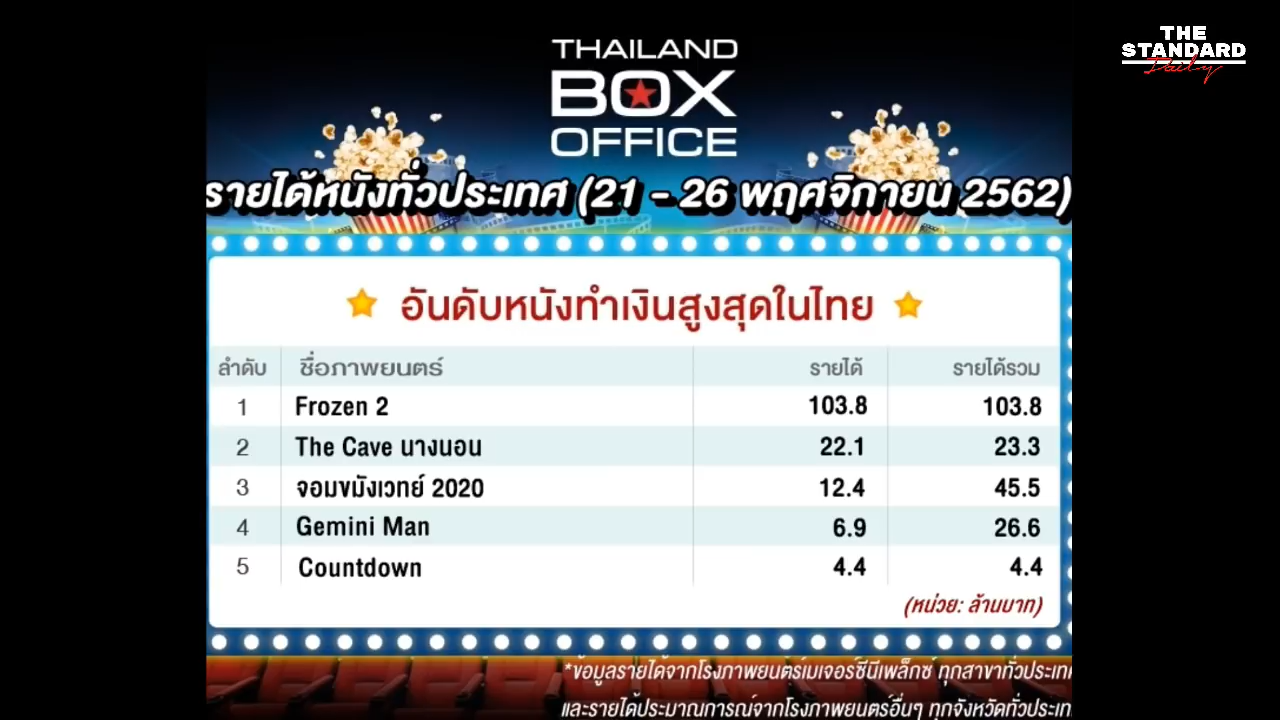 THE
STANDARD
Daily
THAILAND
BOX
OFFICE
รายได้หนังทั่วประเทศ (21 - 26 พฤศจิกายน 2562)
อันดับหนังทำเงินสูงสุดในไทย
ลำดับ ชื่อภาพยนตร์ รายได้ รายได้รวม
1 Frozen 2 103.8 103.8
2 The Cave นางนอน 22.1 23.3
3 จอมขมังเวทย์ 2020 12.4 45.5
4 Gemini Man 6.9 26.6
5 Countdown 4.4 4.4
(หน่วย: ล้านบาท)
*ข้อมูลรายได้จากโรงภาพยนตร์เมเจอร์ซีนีเพล็กซ์ ทุกสาขาทั่วประเท
และรายได้ประมาณการณ์จากโรงภาพยนตร์อื่นๆ ทุกจังหวัดทั่วประเท